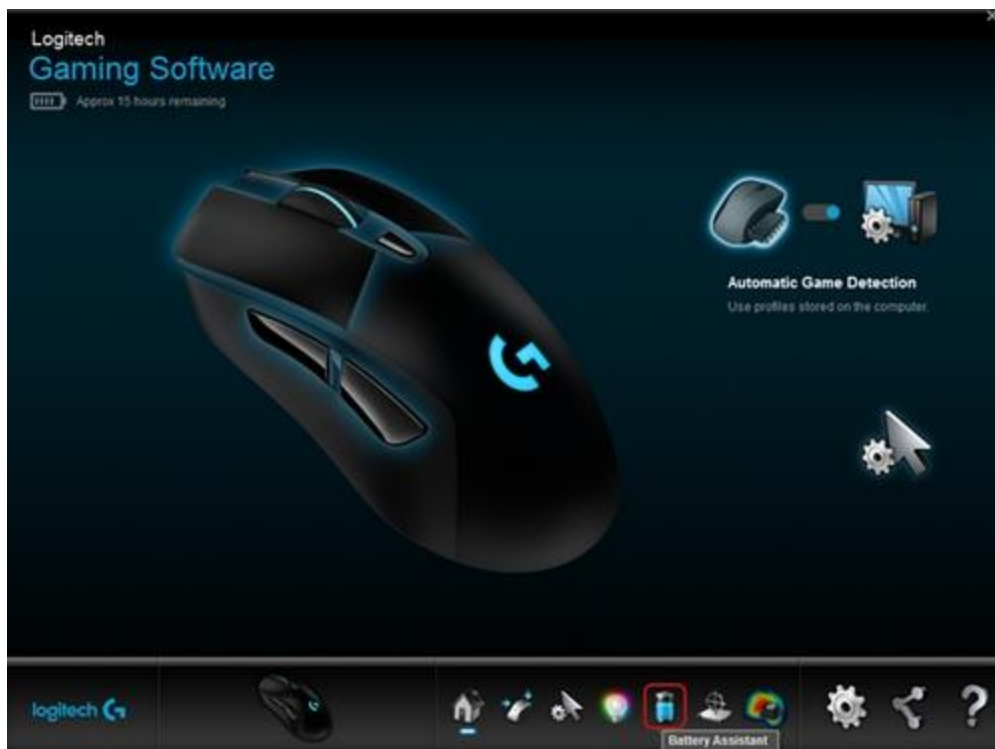 Logitech
Gaming Software
Approx 15 hours remaining
Automatic Game Detection
Use profiles stored on the computer.
logitech G
Battery Assistant
?